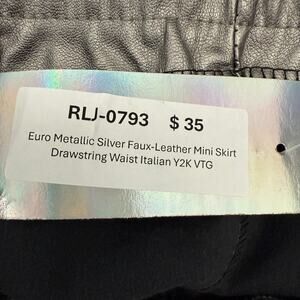 RLJ-0793 $ 35
Euro Metallic Silver Faux-Leather Mini Skirt
Drawstring Waist Italian Y2K VTG